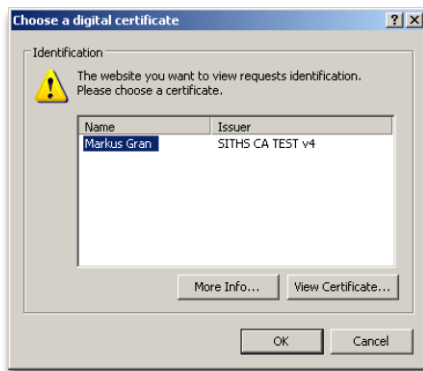 Choose a digital certificate
Identification
The website you want to view requests identification.
Please choose a certificate.
Name Issuer
Markus Gran SITHS CA TEST v4
More Info... View Certificate...
OK Cancel